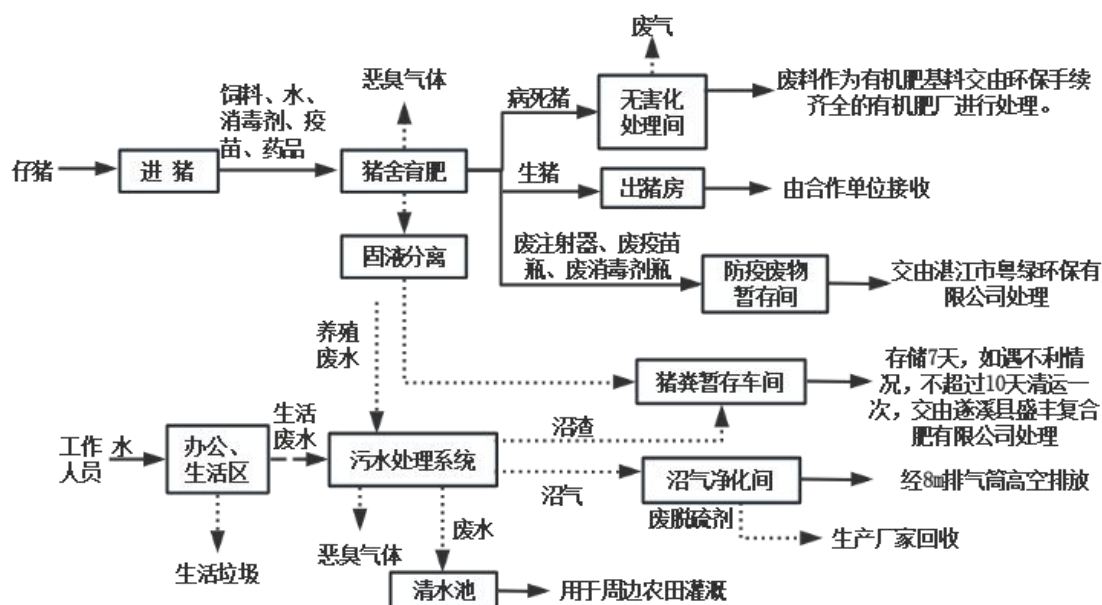 废气
恶臭气体
饲料、水、
消毒剂、疫
苗、药品
病死猪
无害化
处理间
废料作为有机肥基料交由环保手续
齐全的有机肥厂进行处理。
仔猪
进 猪
猪舍育肥
生猪
出猪房
由合作单位接收
固液分离
废注射器、废疫苗
瓶、废消毒剂瓶
防疫废物
暂存间
交由湛江市粤绿环保有
限公司处理
养殖
废水
猪粪暂存车间
存储7天，如遇不利情
况，不超过10天清运一
次，交由遂溪县盛丰复合
肥有限公司处理
工作
人员
水
办公、
生活区
生活
废水
污水处理系统
沼渣
沼气
沼气净化间
经8m排气筒高空排放
废脱硫剂
生产厂家回收
生活垃圾
恶臭气体
废水
清水池
用于周边农田灌溉